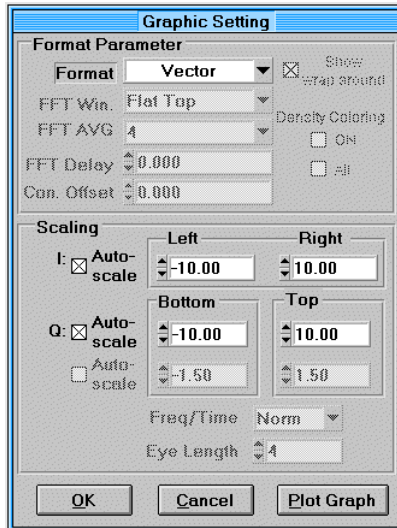 Graphic Setting
Format Parameter
Format Vector
Show wrap around
FFT Win. Flat Top
FFT AVG 4
Density Coloring
ON
All
FFT Delay 0.000
Con. Offset 0.000
Scaling
Left Right
I: Auto-scale -10.00 10.00
Bottom Top
Q: Auto-scale -10.00 10.00
Auto-scale -1.50 1.50
Freq/Time Norm
Eye Length 4
OK Cancel Plot Graph